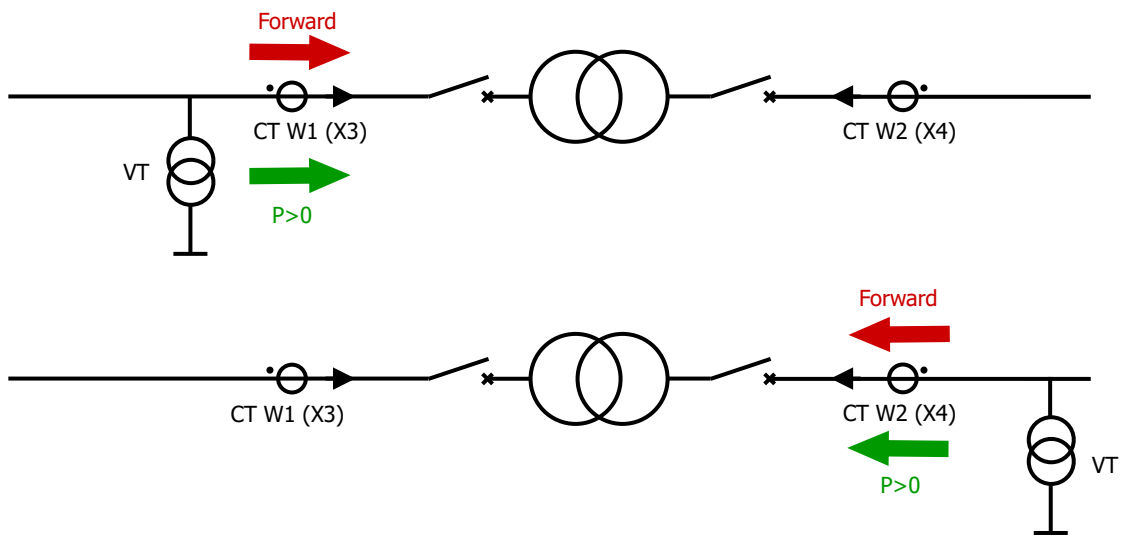 Forward
CT W1 (X3)
CT W2 (X4)
VT
P>0
Forward
CT W1 (X3)
CT W2 (X4)
VT
P>0